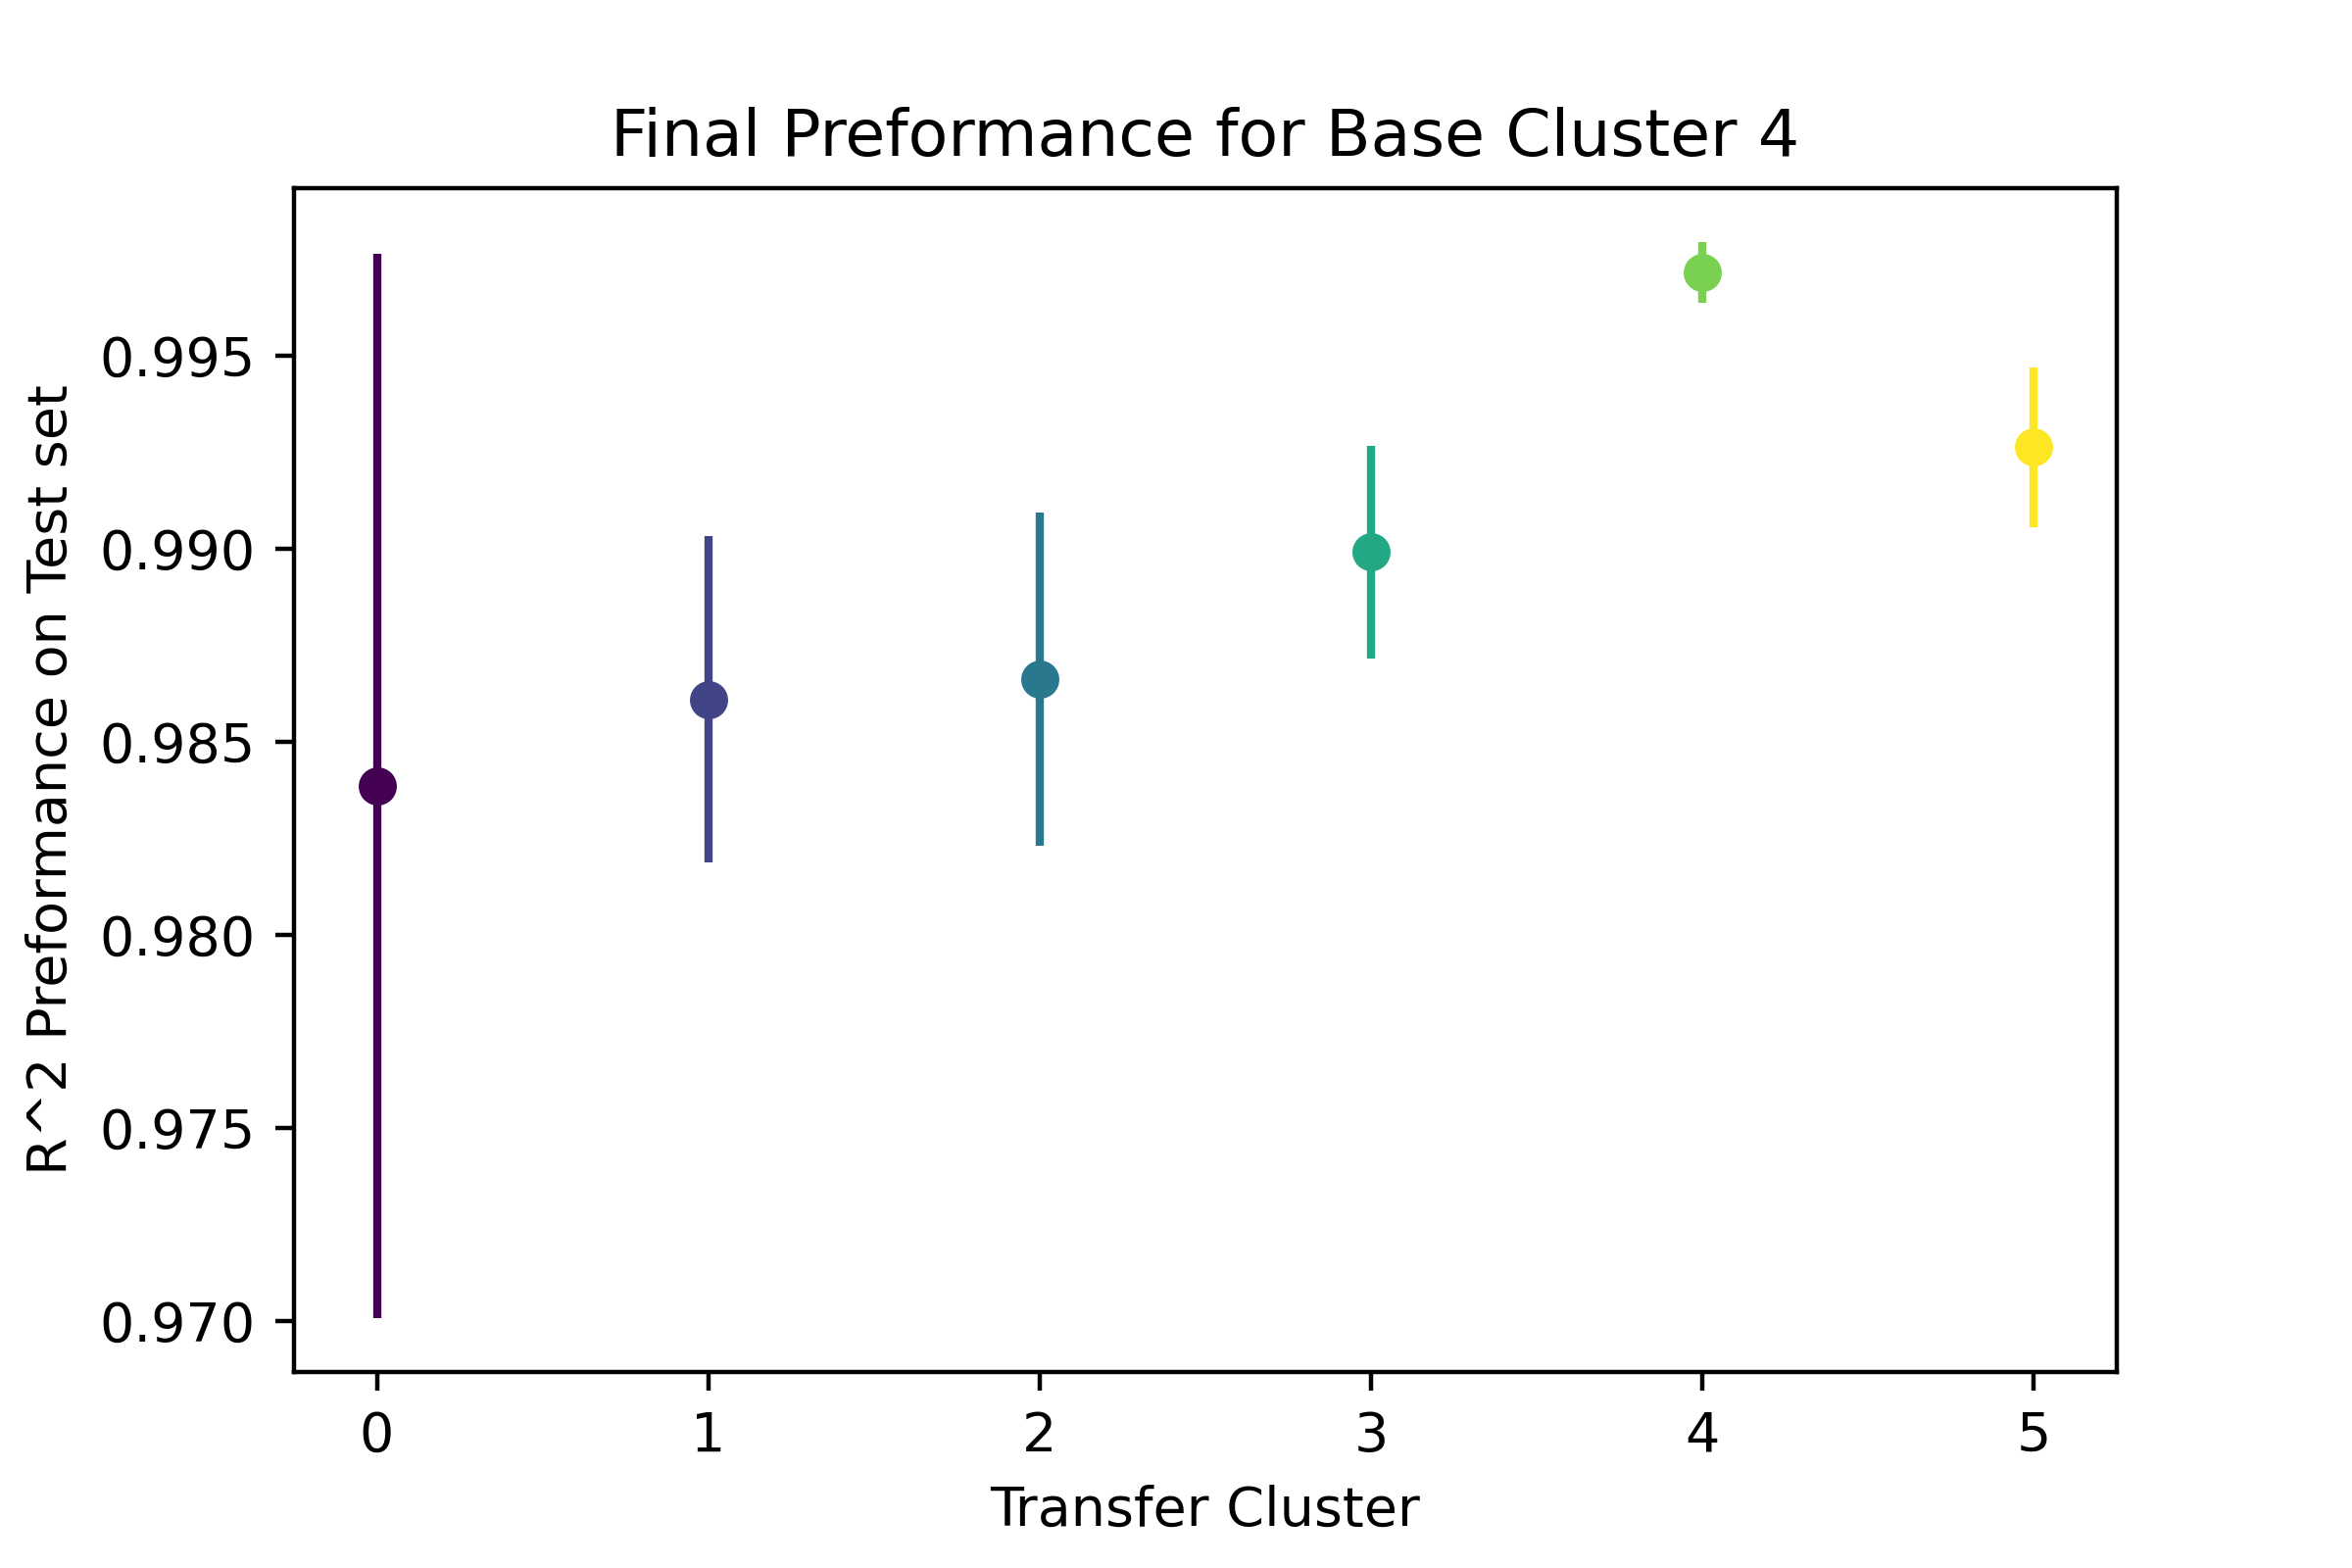 Final Preformance for Base Cluster 4
R^2 Preformance on Test set
0.995
0.990
0.985
0.980
0.975
0.970
0 1 2 3 4 5
Transfer Cluster